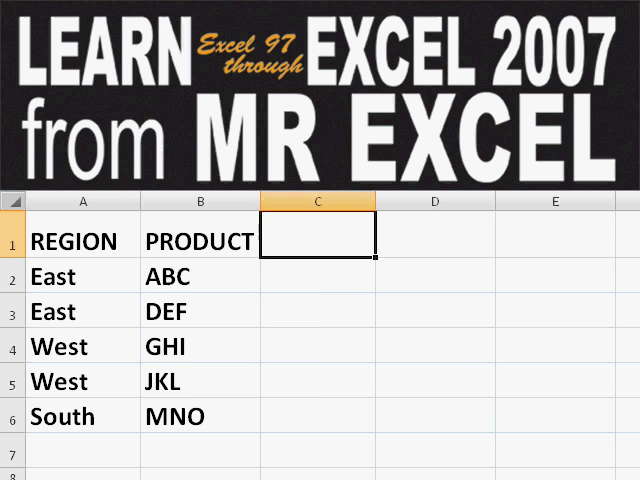 LEARN Excel 97 through EXCEL 2007
from MR EXCEL
A B C D E
1 REGION PRODUCT
2 East ABC
3 East DEF
4 West GHI
5 West JKL
6 South MNO
7
8